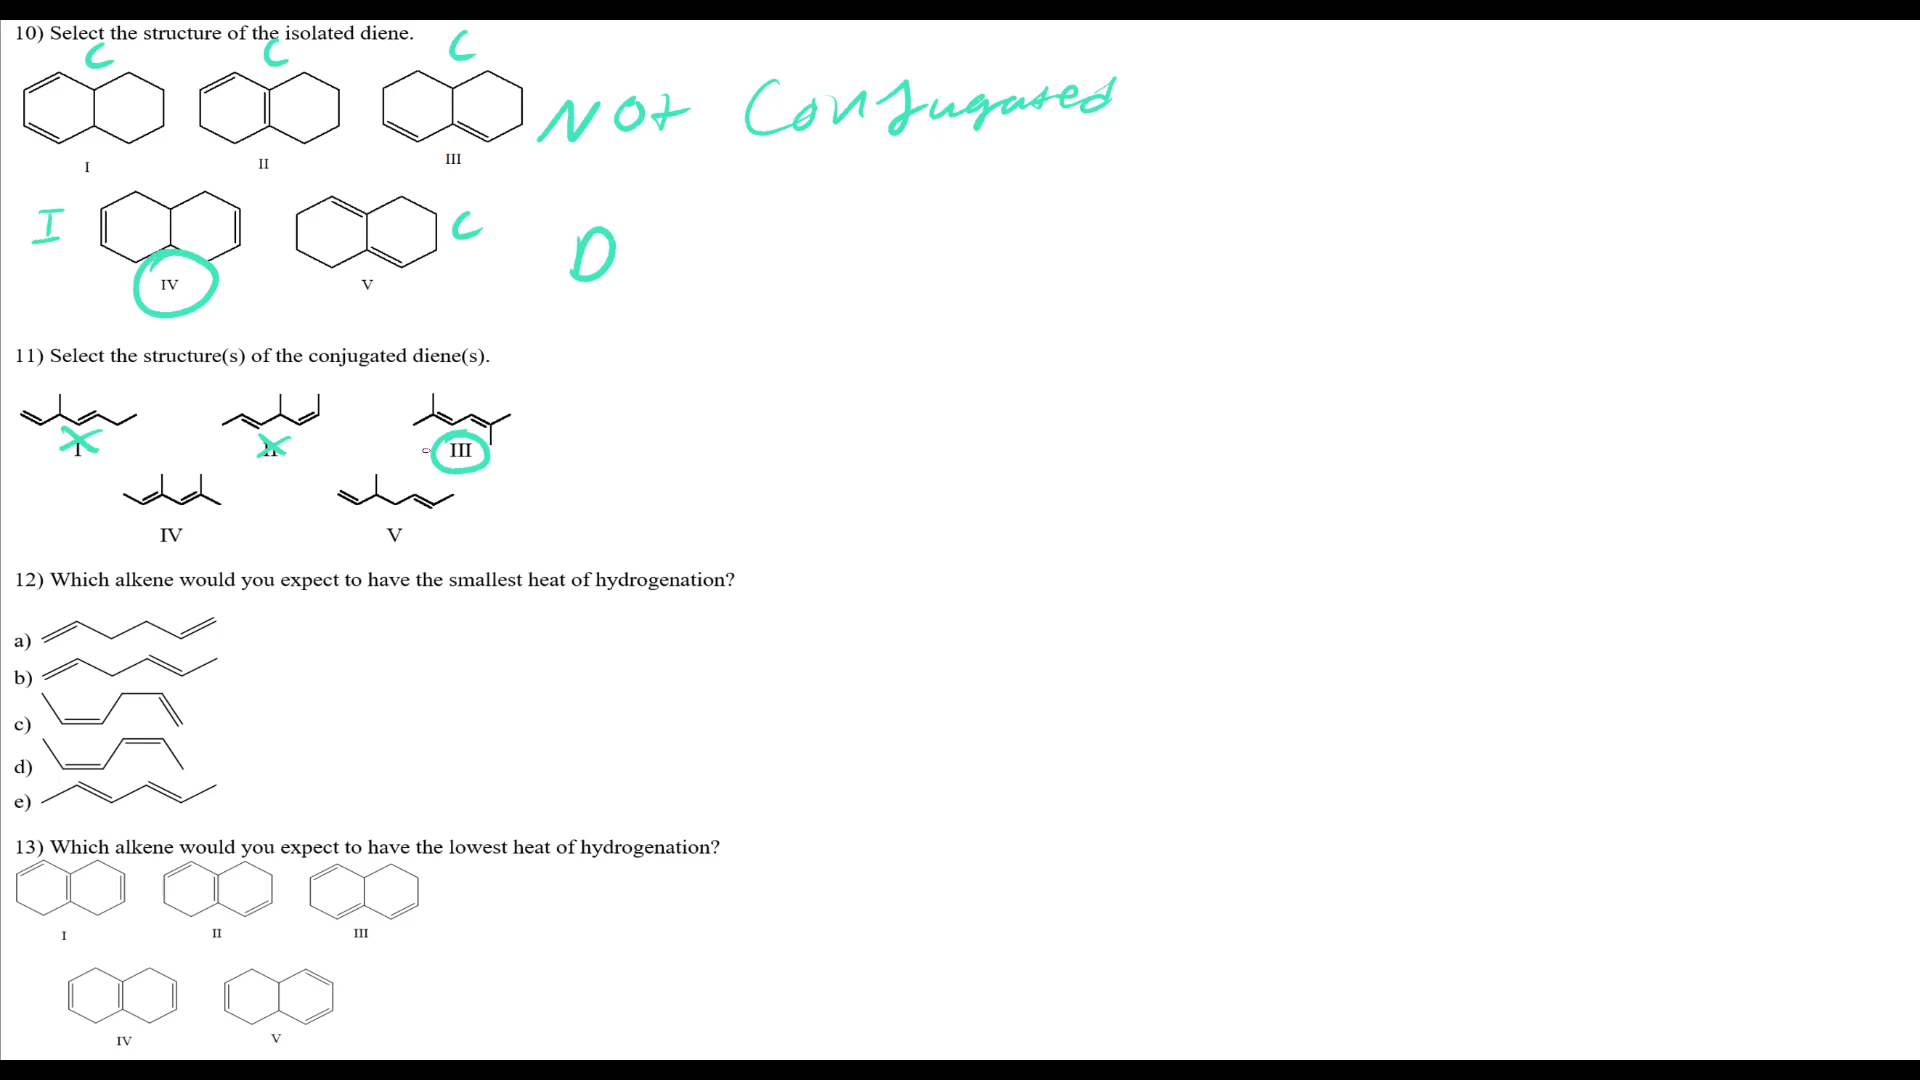 10) Select the structure of the isolated diene.
C C C
Not Conjugated
I II III
I C
D
IV V
11) Select the structure(s) of the conjugated diene(s).
I II III
IV V
12) Which alkene would you expect to have the smallest heat of hydrogenation?
a)
b)
c)
d)
e)
13) Which alkene would you expect to have the lowest heat of hydrogenation?
I II III
IV V